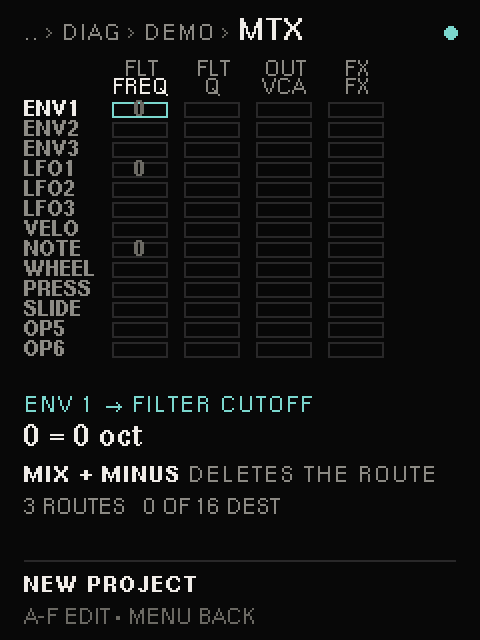 ..> DIAG > DEMO > MTX
FLT FLT OUT FX
FREQ Q VCA FX
ENV1 0
ENV2
ENV3
LFO1 0
LFO2
LFO3
VELO
NOTE 0
WHEEL
PRESS
SLIDE
OP5
OP6
ENV 1 → FILTER CUTOFF
0 = 0 oct
MIX + MINUS DELETES THE ROUTE
3 ROUTES 0 OF 16 DEST
NEW PROJECT
A-F EDIT · MENU BACK